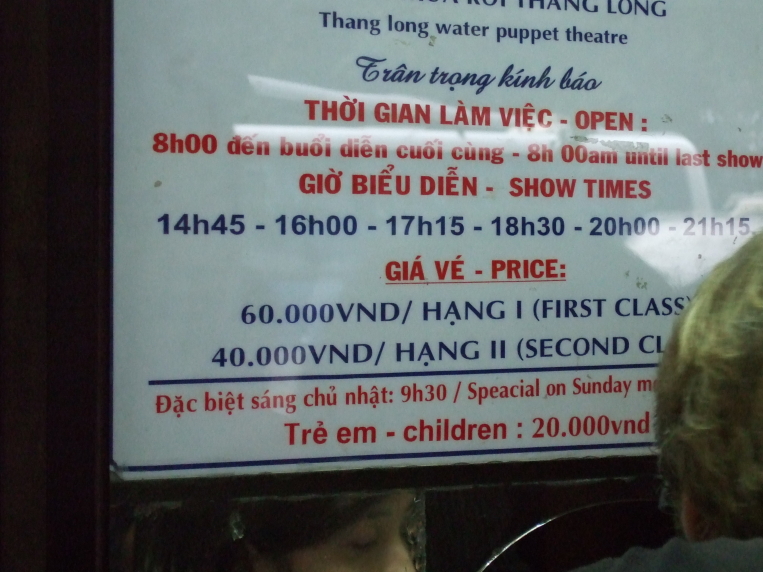 RỐI THĂNG LONG
Thang long water puppet theatre
Trân trọng kính báo
THỜI GIAN LÀM VIỆC - OPEN :
8h00 đến buổi diễn cuối cùng - 8h 00am until last show
GIỜ BIỂU DIỄN - SHOW TIMES
14h45 - 16h00 - 17h15 - 18h30 - 20h00 - 21h15
GIÁ VÉ - PRICE:
60.000VND/ HẠNG I (FIRST CLASS)
40.000VND/ HẠNG II (SECOND
Đặc biệt sáng chủ nhật: 9h30 / Speacial on Sunday
Trẻ em - children : 20.000vnd